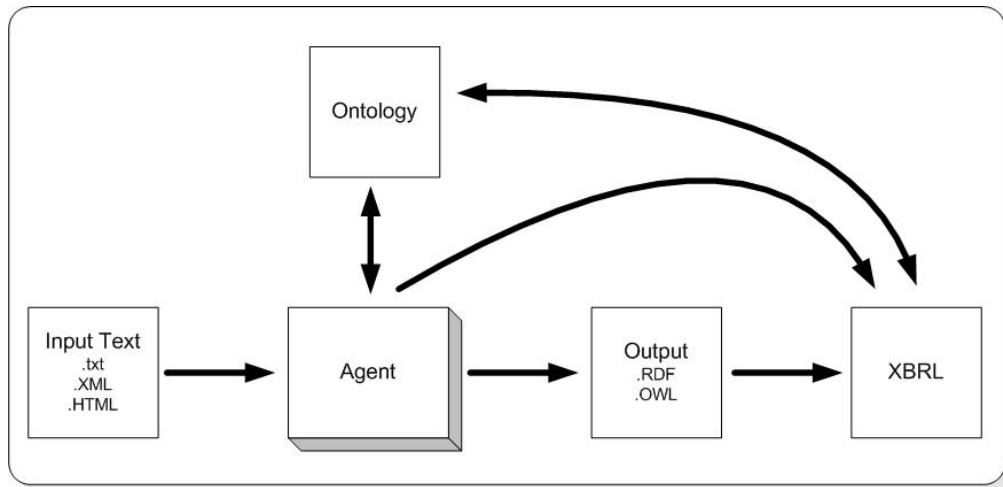 Ontology
Input Text
.txt
.XML
.HTML
Agent
Output
.RDF
.OWL
XBRL